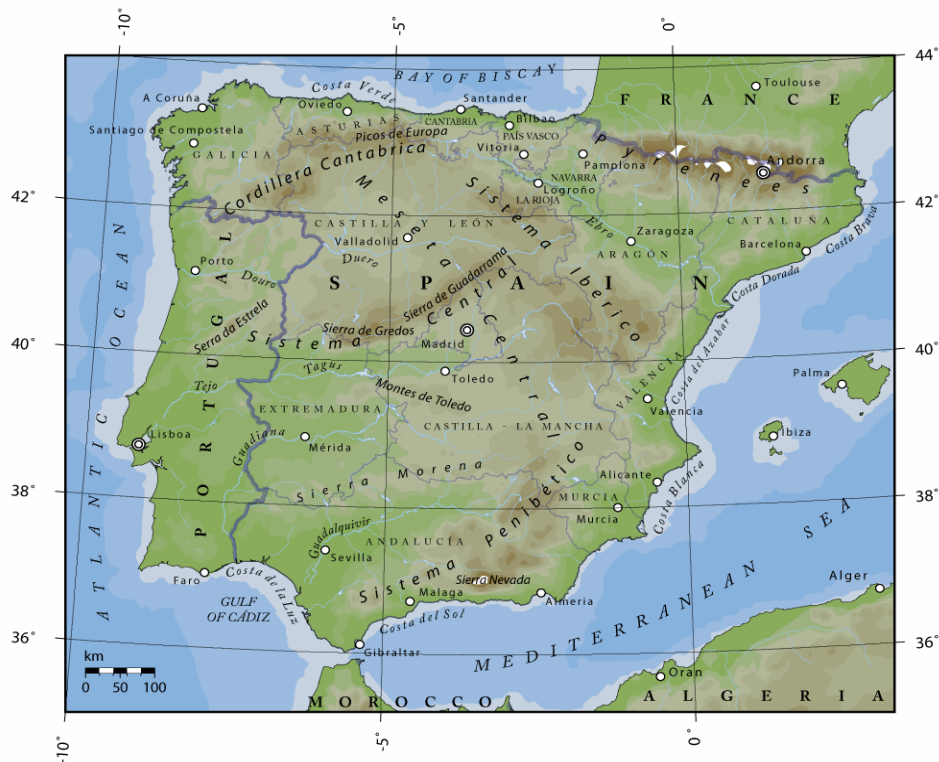 -10°
-5°
0°
44°
BAY OF BISCAY
Toulouse
FRANCE
A Coruña
Costa Verde
Santander
Oviedo
Bilbao
Santiago de Compostela
ASTURIAS
CANTABRIA
Picos de Europa
PAÍS VASCO
GALICIA
Vitoria
Pyrenees
Cordillera Cantabrica
Pamplona
Andorra
NAVARRA
Logroño
LA RIOJA
42°
42°
Meseta Central
Sistema Iberico
CASTILLA Y LEÓN
CATALUÑA
Ebro
Zaragoza
Valladolid
Duero
ARAGÓN
Barcelona
Costa Brava
Porto
Douro
SPAIN
Costa Dorada
Sierra de Guadarrama
Serra da Estrela
Sistema Central
Sierra de Gredos
Madrid
PORTUGAL
ATLANTIC OCEAN
40°
40°
Tagus
Toledo
Tejo
Montes de Toledo
VALENCIA
Costa del Azahar
Palma
EXTREMADURA
Valencia
CASTILLA - LA MANCHA
Lisboa
Guadiana
Mérida
Ibiza
Sierra Morena
Alicante
38°
38°
MURCIA
Costa Blanca
Murcia
Guadalquivir
ANDALUCÍA
Sistema Penibético
Sevilla
Sierra Nevada
Faro
Costa de la Luz
Malaga
Almeria
GULF
OF CÁDIZ
Costa del Sol
MEDITERRANEAN SEA
Alger
36°
36°
Gibraltar
km
0 50 100
Oran
MOROCCO
ALGERIA
-10°
-5°
0°